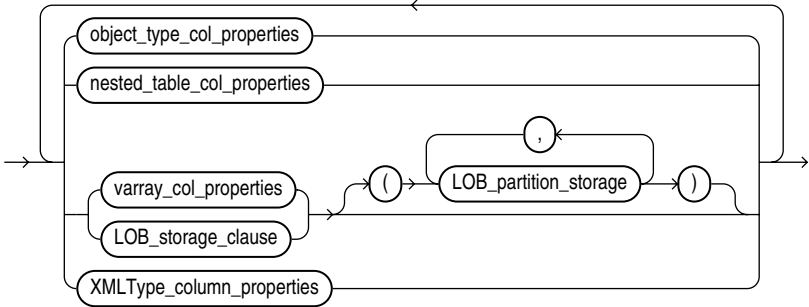 object_type_col_properties
nested_table_col_properties
,
varray_col_properties ( LOB_partition_storage )
LOB_storage_clause
XMLType_column_properties